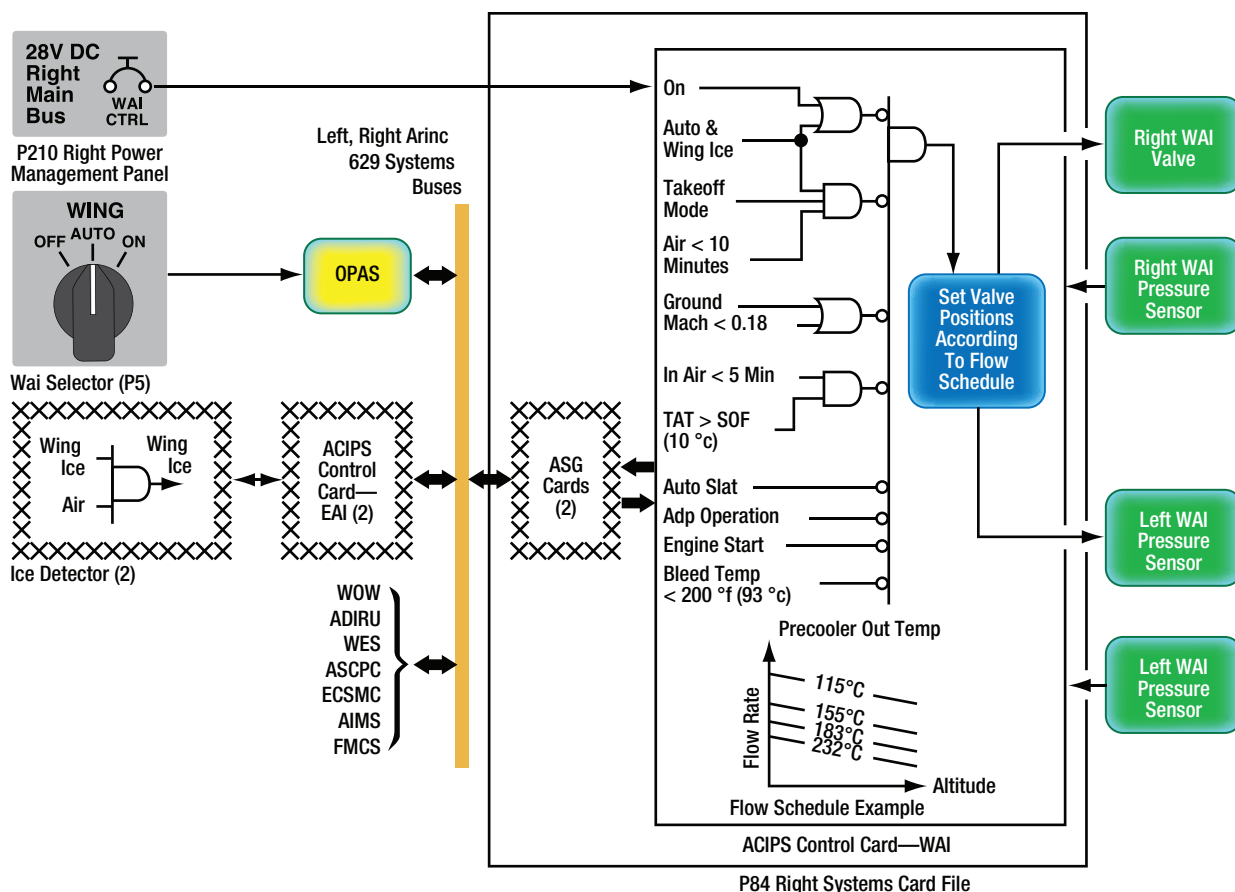 28V DC
Right
Main
Bus
WAI
CTRL
P210 Right Power
Management Panel
WING
OFF
AUTO
ON
Wai Selector (P5)
OPAS
Left, Right Arinc
629 Systems
Buses
Wing
Ice
Air
Wing
Ice
Ice Detector (2)
ACIPS
Control
Card—
EAI (2)
WOW
ADIRU
WES
ASCPC
ECSMC
AIMS
FMCS
ASG
Cards
(2)
On
Auto &
Wing Ice
Takeoff
Mode
Air < 10
Minutes
Ground
Mach < 0.18
In Air < 5 Min
TAT > SOF
(10 °c)
Auto Slat
Adp Operation
Engine Start
Bleed Temp
< 200 °f (93 °c)
Set Valve
Positions
According
To Flow
Schedule
Precooler Out Temp
Flow Rate
115°C
155°C
183°C
232°C
Altitude
Flow Schedule Example
ACIPS Control Card—WAI
P84 Right Systems Card File
Right WAI
Valve
Right WAI
Pressure
Sensor
Left WAI
Pressure
Sensor
Left WAI
Pressure
Sensor